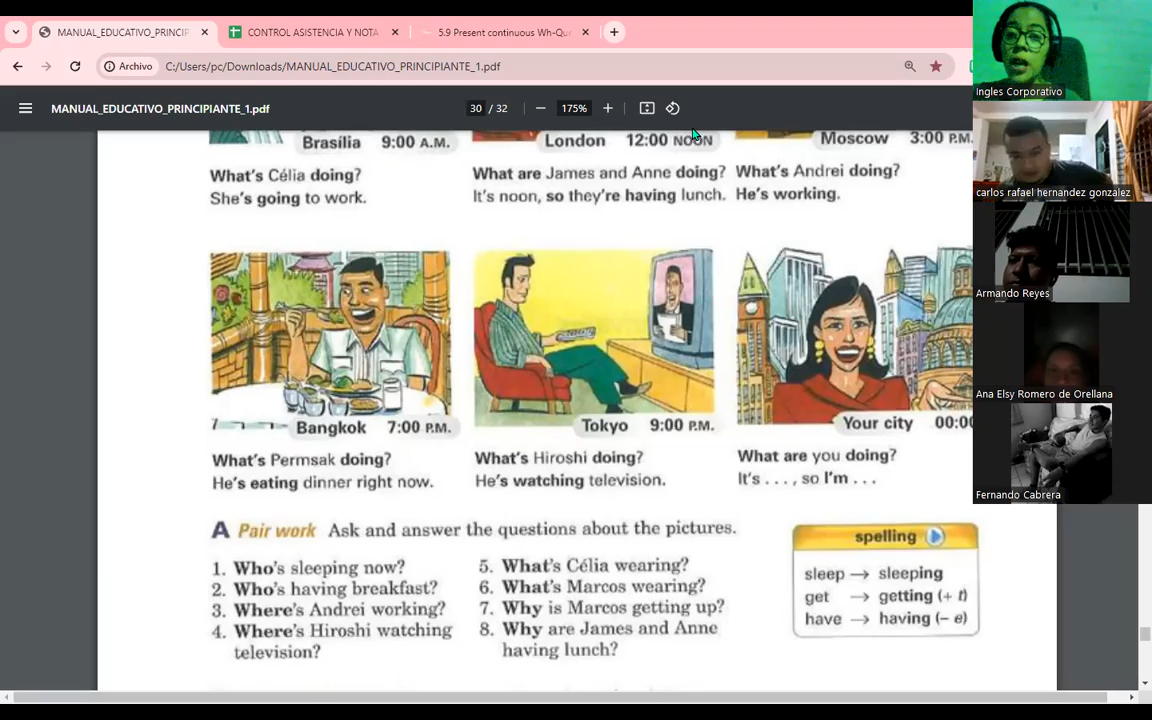 MANUAL_EDUCATIVO_PRINCIP
CONTROL ASISTENCIA Y NOTA
5.9 Present continuous Wh-Qu
Archivo C:/Users/pc/Downloads/MANUAL_EDUCATIVO_PRINCIPIANTE_1.pdf
MANUAL_EDUCATIVO_PRINCIPIANTE_1.pdf
30 / 32
175%
Brasília 9:00 A.M.
London 12:00 NOON
Moscow 3:00 P.M.
What's Célia doing?
She's going to work.
What are James and Anne doing?
It's noon, so they're having lunch.
What's Andrei doing?
He's working.
Bangkok 7:00 P.M.
Tokyo 9:00 P.M.
Your city 00:00
What's Permsak doing?
He's eating dinner right now.
What's Hiroshi doing?
He's watching television.
What are you doing?
It's . . . , so I'm . . .
A Pair work Ask and answer the questions about the pictures.
1. Who's sleeping now?
2. Who's having breakfast?
3. Where's Andrei working?
4. Where's Hiroshi watching
television?
5. What's Célia wearing?
6. What's Marcos wearing?
7. Why is Marcos getting up?
8. Why are James and Anne
having lunch?
spelling
sleep → sleeping
get → getting (+ t)
have → having (− e)
Ingles Corporativo
carlos rafael hernandez gonzalez
Armando Reyes
Ana Elsy Romero de Orellana
Fernando Cabrera